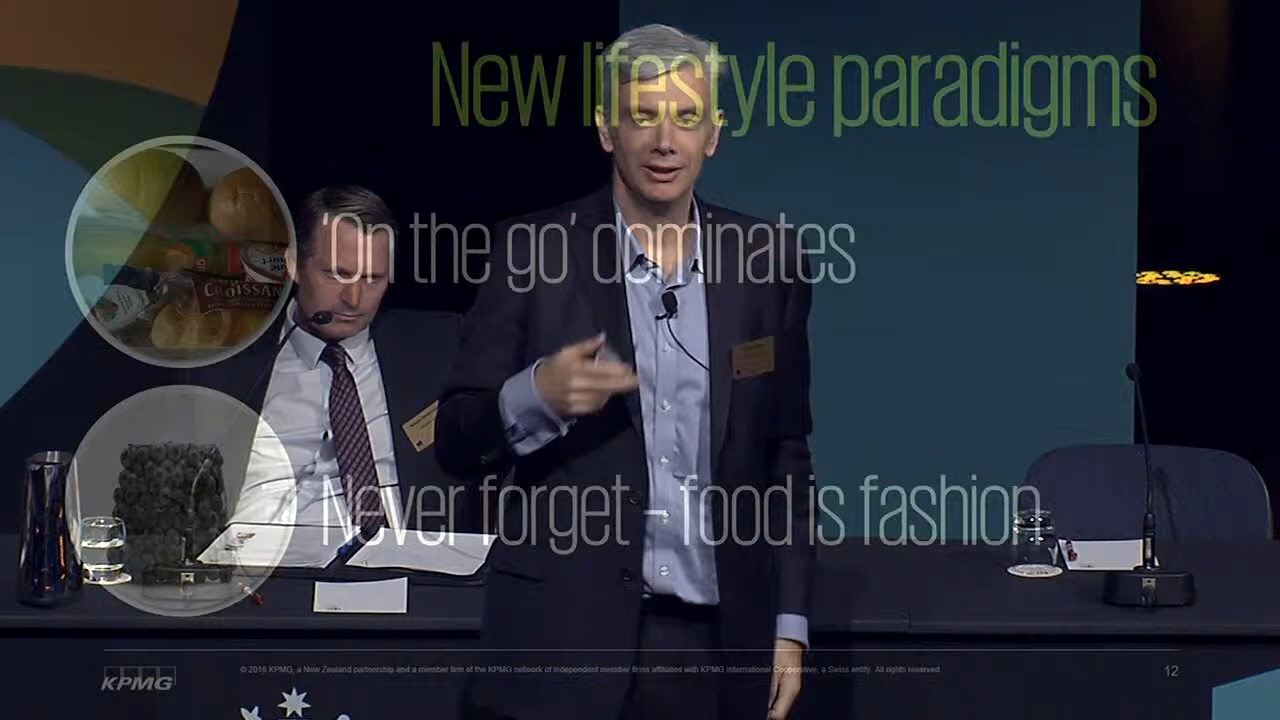 New lifestyle paradigms
'On the go' dominates
CROISSAN
Never forget – food is fashion
KPMG
© 2016 KPMG, a New Zealand partnership and a member firm of the KPMG network of independent member firms affiliated with KPMG International Cooperative, a Swiss entity. All rights reserved.
12